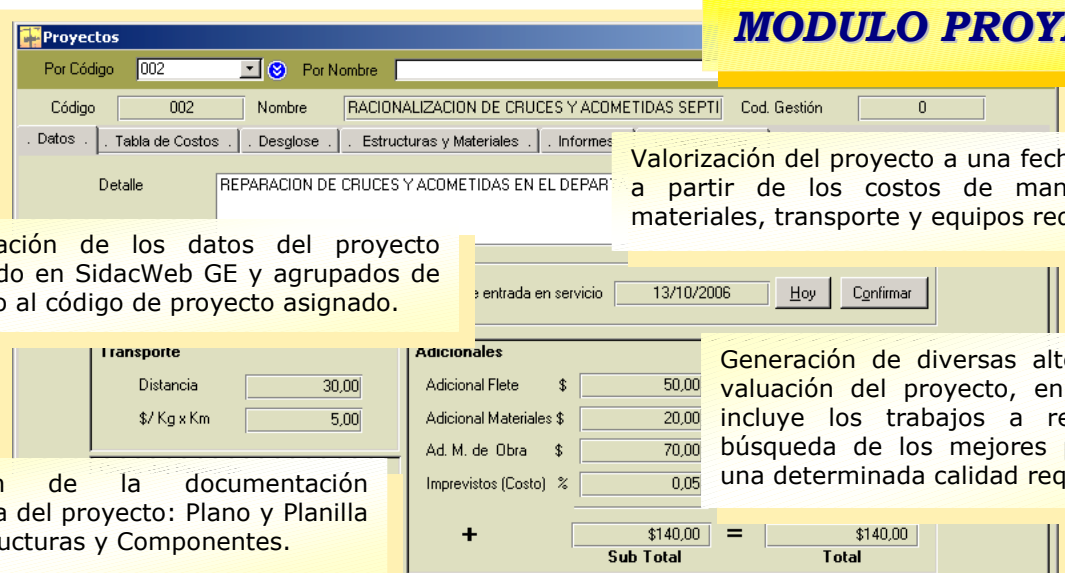 MODULO PROY
Proyectos
Por Código 002 Por Nombre
Código 002 Nombre RACIONALIZACION DE CRUCES Y ACOMETIDAS SEPTI Cod. Gestión 0
. Datos . . Tabla de Costos . . Desglose . . Estructuras y Materiales . . Informes
Detalle REPARACION DE CRUCES Y ACOMETIDAS EN EL DEPART
Valorización del proyecto a una fech
a partir de los costos de man
materiales, transporte y equipos req
ación de los datos del proyecto
do en SidacWeb GE y agrupados de
o al código de proyecto asignado.
e entrada en servicio 13/10/2006 Hoy Confirmar
Transporte
Distancia 30,00
$/ Kg x Km 5,00
Adicionales
Adicional Flete $ 50,00
Adicional Materiales $ 20,00
Ad. M. de Obra $ 70,00
Imprevistos (Costo) % 0,05
+ $140,00 = $140,00
Sub Total Total
Generación de diversas alt
valuación del proyecto, en
incluye los trabajos a re
búsqueda de los mejores
una determinada calidad req
n de la documentación
a del proyecto: Plano y Planilla
ucturas y Componentes.